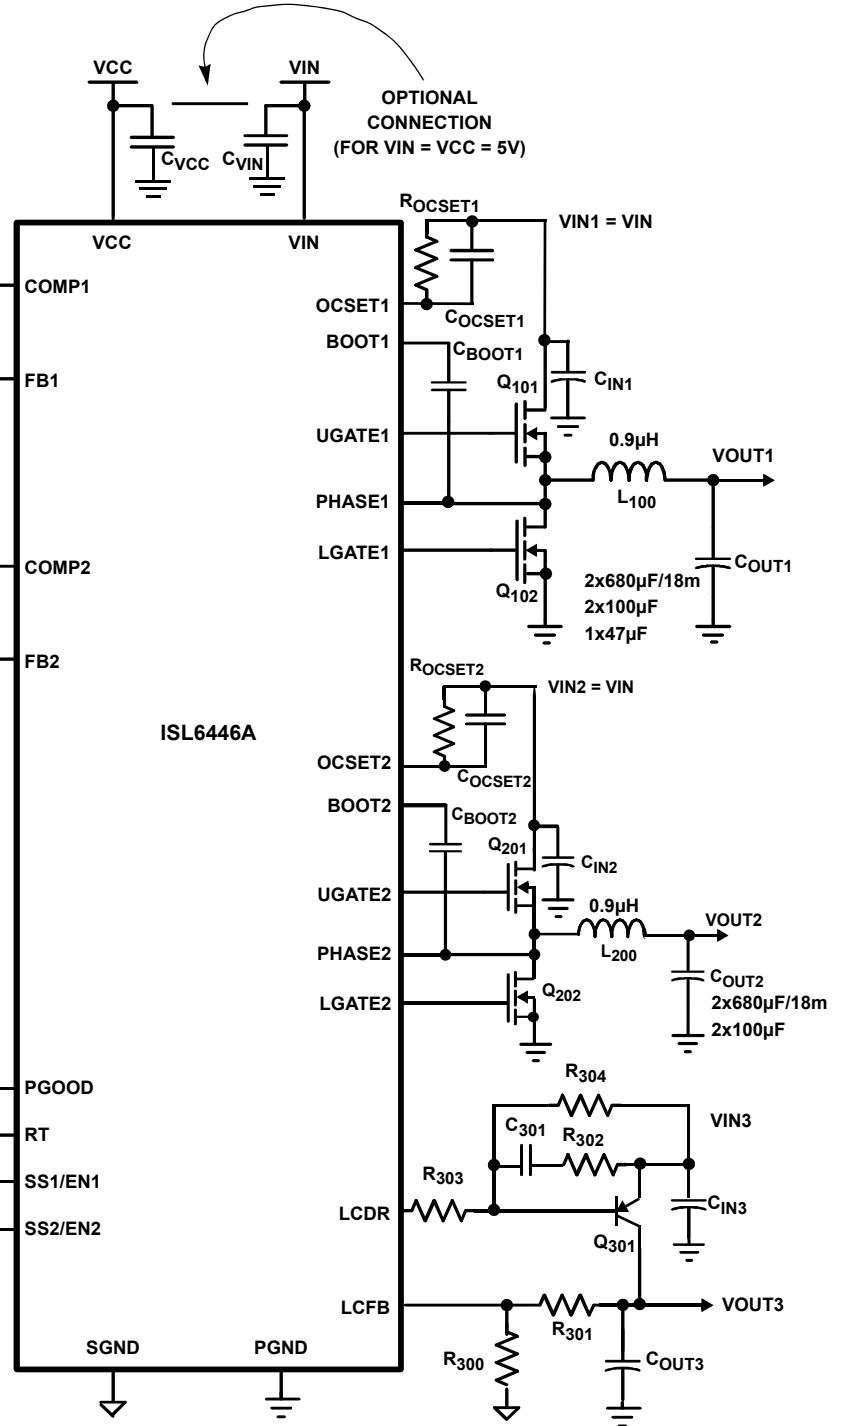 VCC
VIN
OPTIONAL
CONNECTION
(FOR VIN = VCC = 5V)
CVCC
CVIN
ROCSET1
VIN1 = VIN
VCC
VIN
COMP1
OCSET1
COCSET1
BOOT1
CBOOT1
FB1
Q101
CIN1
UGATE1
0.9µH
VOUT1
PHASE1
L100
LGATE1
COMP2
COUT1
Q102
2x680µF/18m
2x100µF
1x47µF
FB2
ROCSET2
VIN2 = VIN
ISL6446A
OCSET2
COCSET2
BOOT2
CBOOT2
Q201
CIN2
UGATE2
0.9µH
VOUT2
PHASE2
L200
COUT2
LGATE2
Q202
2x680µF/18m
2x100µF
R304
PGOOD
VIN3
C301
R302
RT
R303
SS1/EN1
LCDR
CIN3
SS2/EN2
Q301
LCFB
VOUT3
R301
SGND
PGND
R300
COUT3